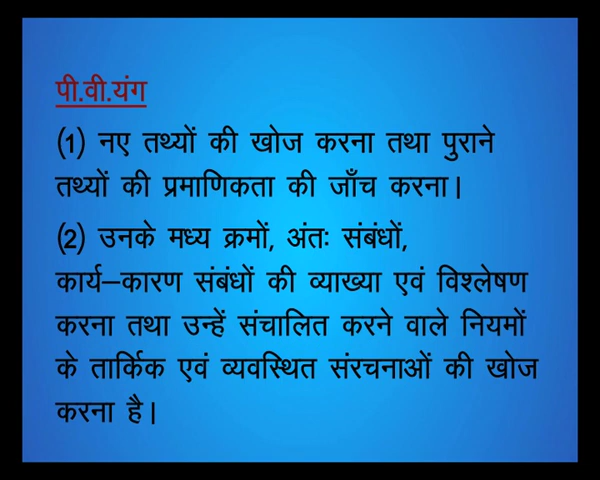 पी.वी.यंग
(1) नए तथ्यों की खोज करना तथा पुराने
तथ्यों की प्रमाणिकता की जाँच करना।
(2) उनके मध्य क्रमों, अंतः संबंधों,
कार्य–कारण संबंधों की व्याख्या एवं विश्लेषण
करना तथा उन्हें संचालित करने वाले नियमों
के तार्किक एवं व्यवस्थित संरचनाओं की खोज
करना है।